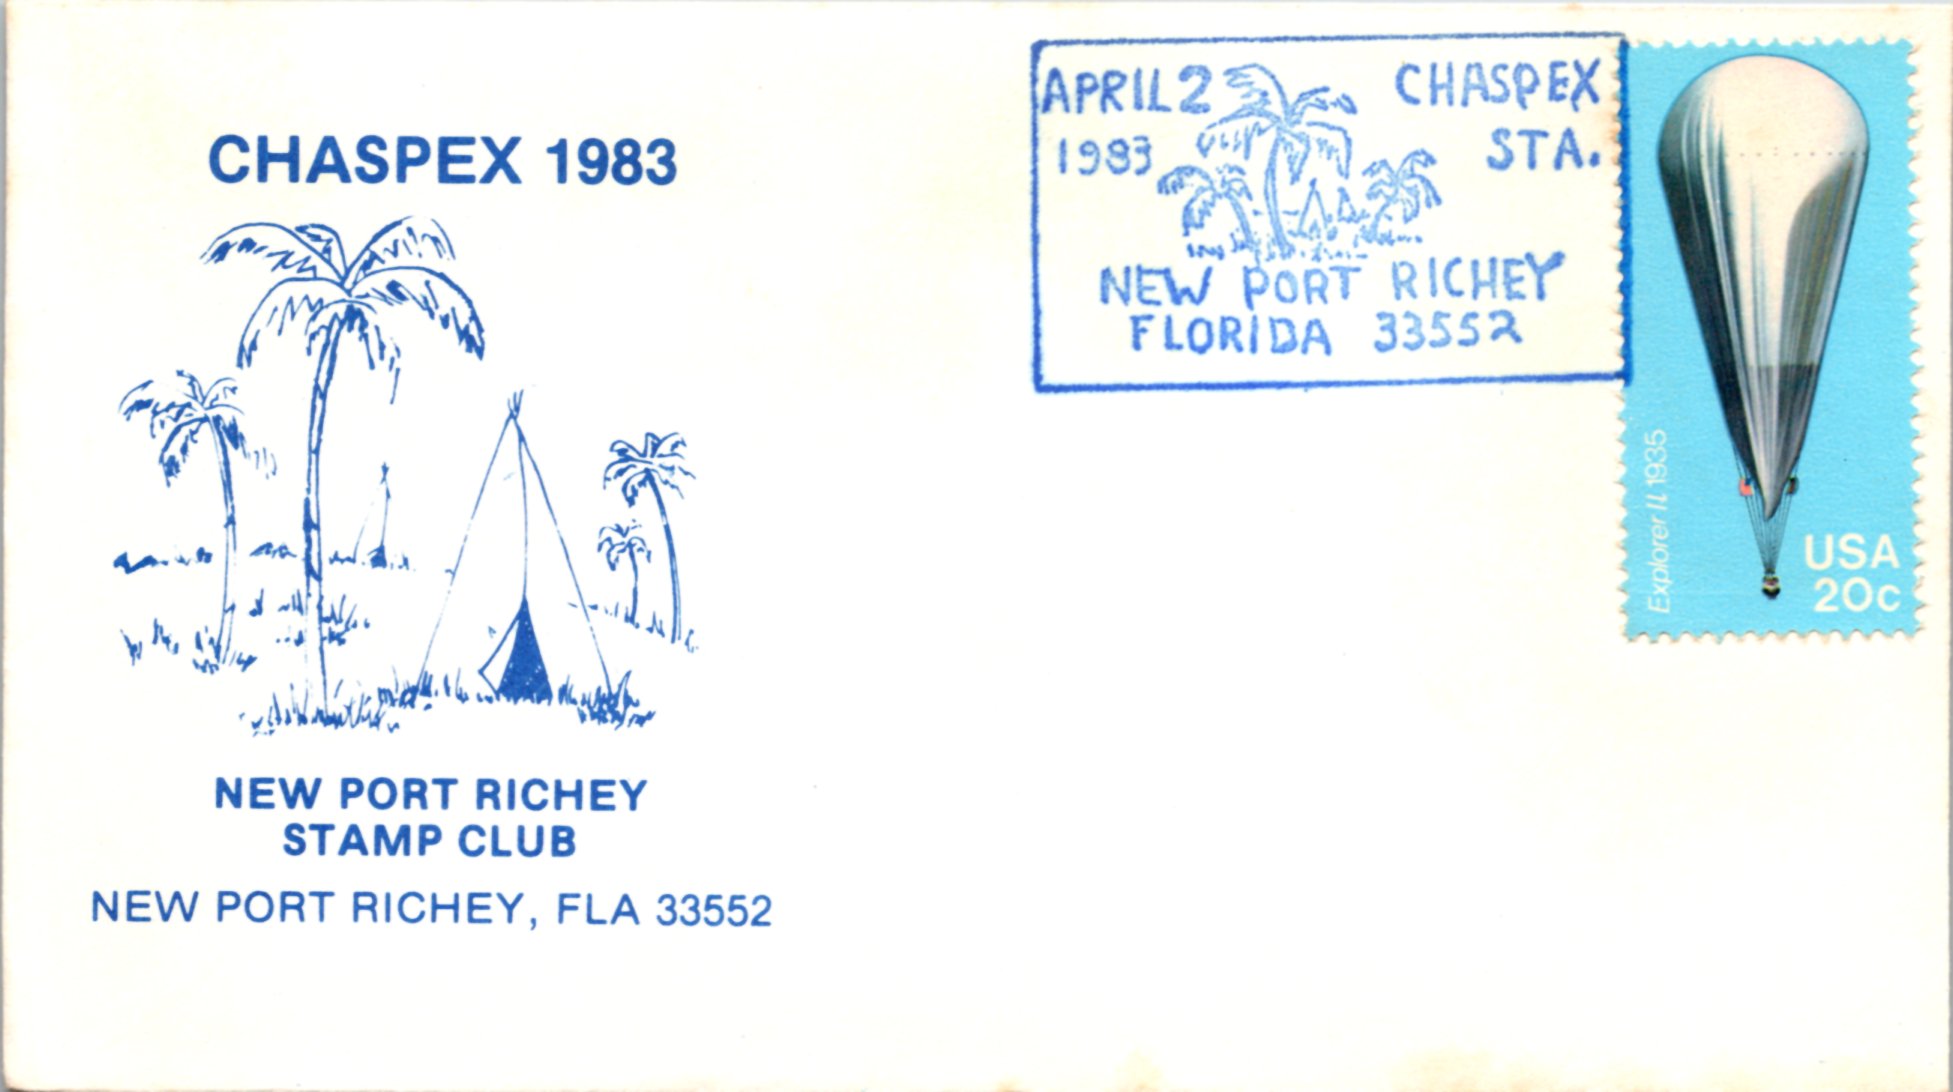 CHASPEX 1983
NEW PORT RICHEY
STAMP CLUB
NEW PORT RICHEY, FLA 33552
APRIL 2 CHASPEX
1983 STA.
NEW PORT RICHEY
FLORIDA 33552
Explorer II 1935
USA
20c